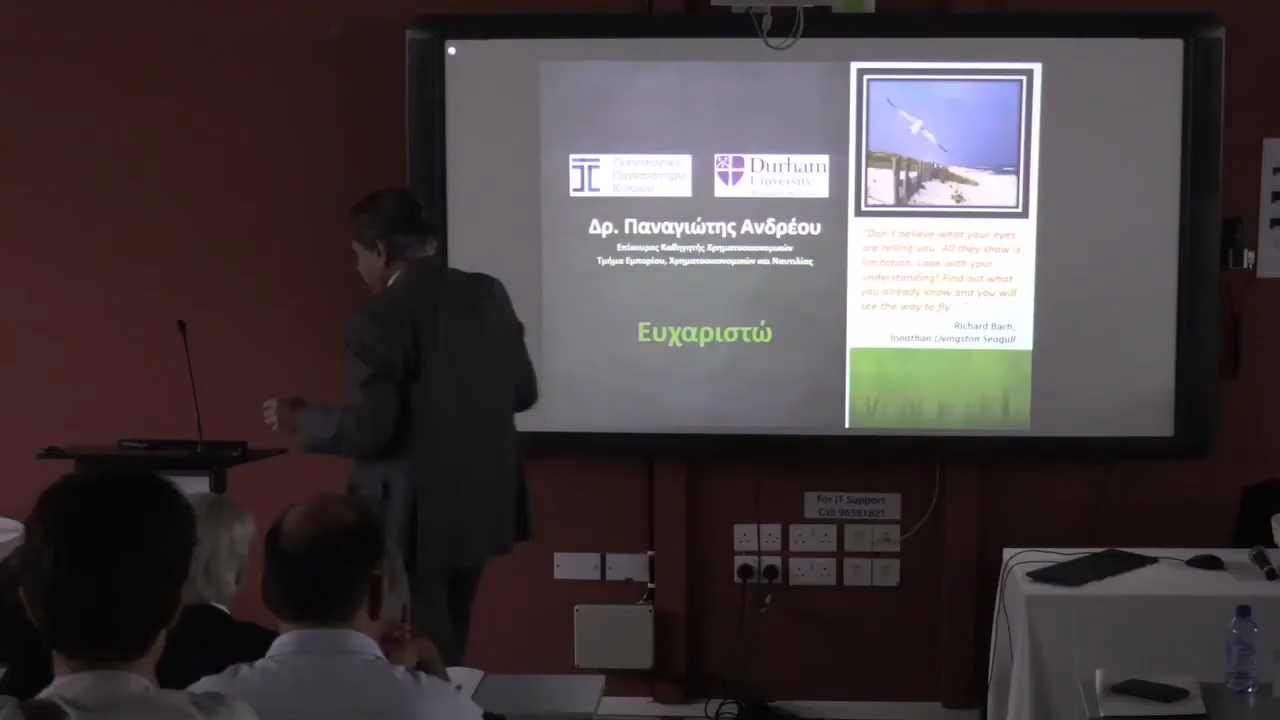 Πανεπιστήμιο
Κύπρου
Durham
University
Δρ. Παναγιώτης Ανδρέου
Επίκουρος Καθηγητής Χρηματοοικονομικών
Τμήμα Εμπορίου, Χρηματοοικονομικών και Ναυτιλίας
Ευχαριστώ
"Don't believe what your eyes
are telling you. All they show is
limitation. Look with your
understanding! Find out what
you already know and you will
see the way to fly ... "
Richard Bach,
Jonathan Livingston Seagull
For IT Support
Call 96581821